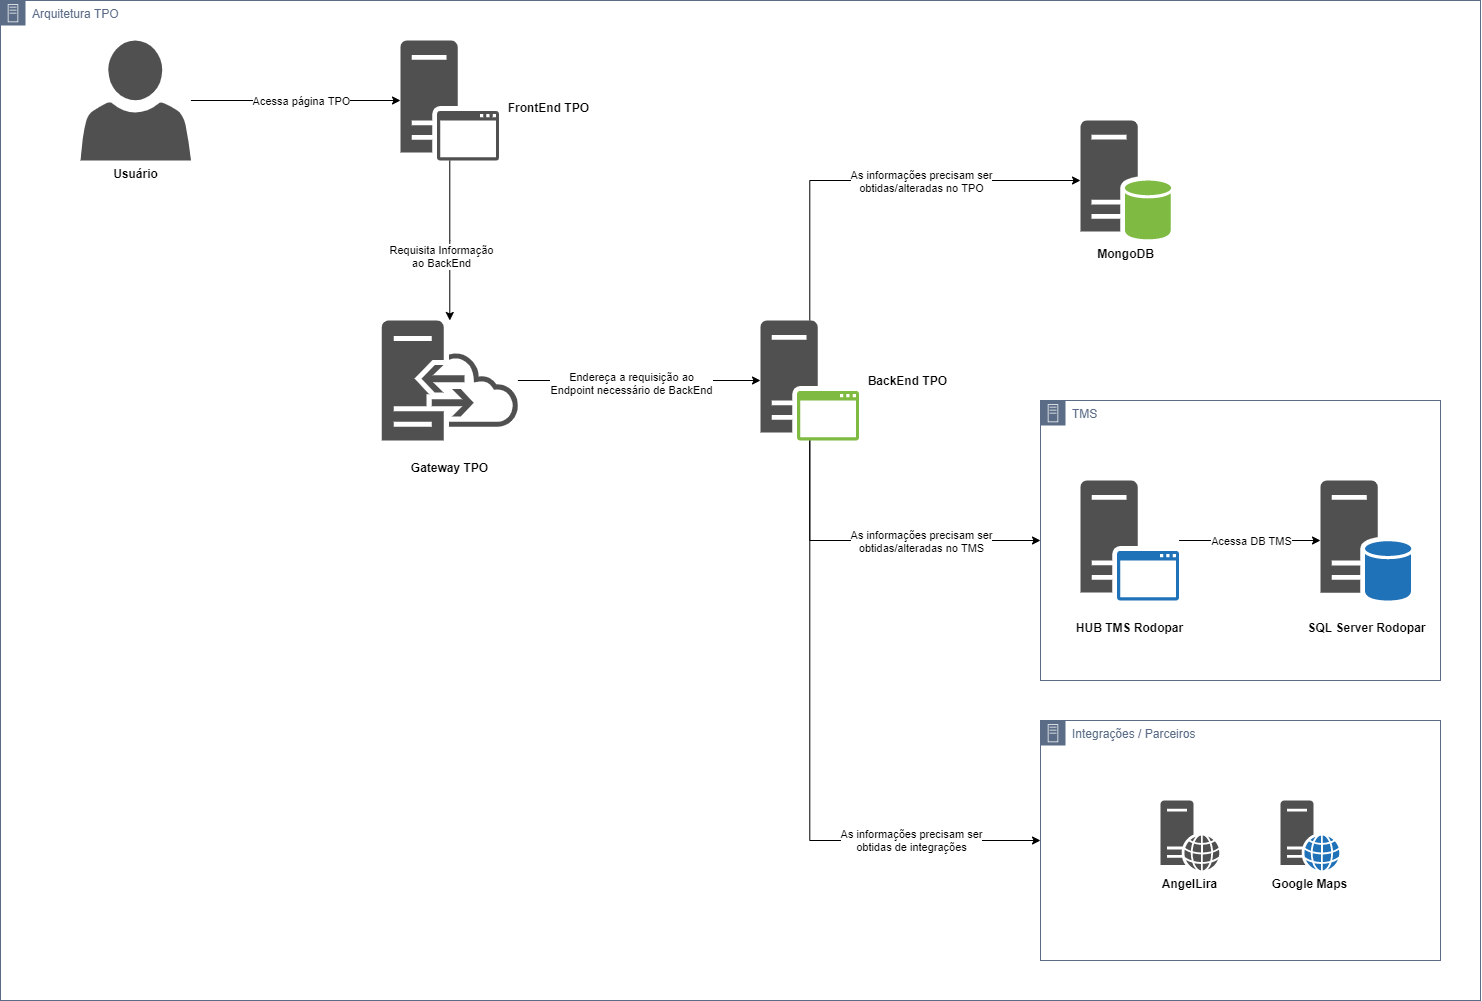 Arquitetura TPO
Acessa página TPO
FrontEnd TPO
Usuário
As informações precisam ser
obtidas/alteradas no TPO
MongoDB
Requisita Informação
ao BackEnd
Endereça a requisição ao
Endpoint necessário de BackEnd
BackEnd TPO
Gateway TPO
TMS
As informações precisam ser
obtidas/alteradas no TMS
Acessa DB TMS
HUB TMS Rodopar
SQL Server Rodopar
Integrações / Parceiros
As informações precisam ser
obtidas de integrações
AngelLira
Google Maps